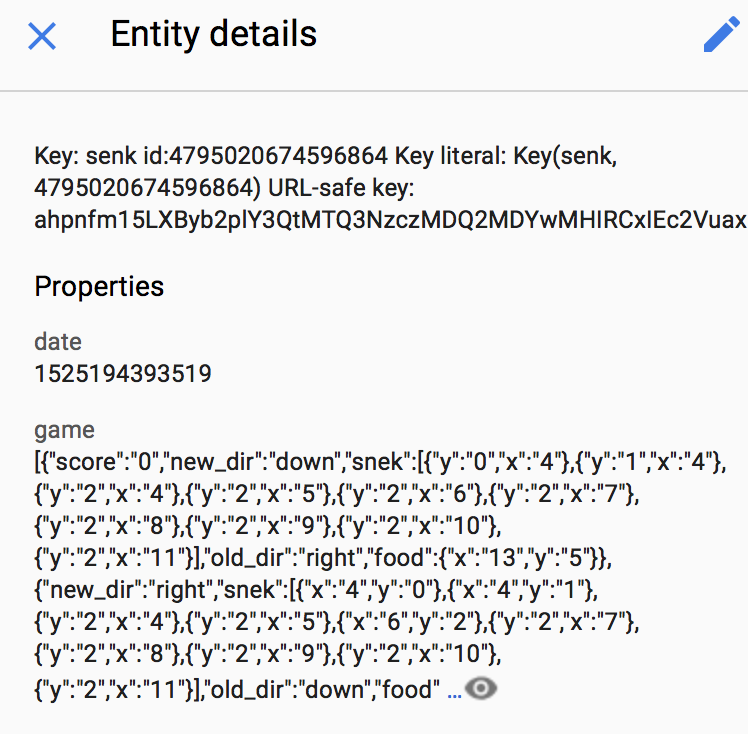 Entity details
Key: senk id:4795020674596864 Key literal: Key(senk,
4795020674596864) URL-safe key:
ahpnfm15LXByb2plY3QtMTQ3NzczMDQ2MDYwMHIRCxIEc2Vuax
Properties
date
1525194393519
game
[{"score":"0","new_dir":"down","snek":[{"y":"0","x":"4"},{"y":"1","x":"4"},
{"y":"2","x":"4"},{"y":"2","x":"5"},{"y":"2","x":"6"},{"y":"2","x":"7"},
{"y":"2","x":"8"},{"y":"2","x":"9"},{"y":"2","x":"10"},
{"y":"2","x":"11"}],"old_dir":"right","food":{"x":"13","y":"5"}},
{"new_dir":"right","snek":[{"x":"4","y":"0"},{"x":"4","y":"1"},
{"y":"2","x":"4"},{"y":"2","x":"5"},{"x":"6","y":"2"},{"y":"2","x":"7"},
{"y":"2","x":"8"},{"y":"2","x":"9"},{"y":"2","x":"10"},
{"y":"2","x":"11"}],"old_dir":"down","food" ...